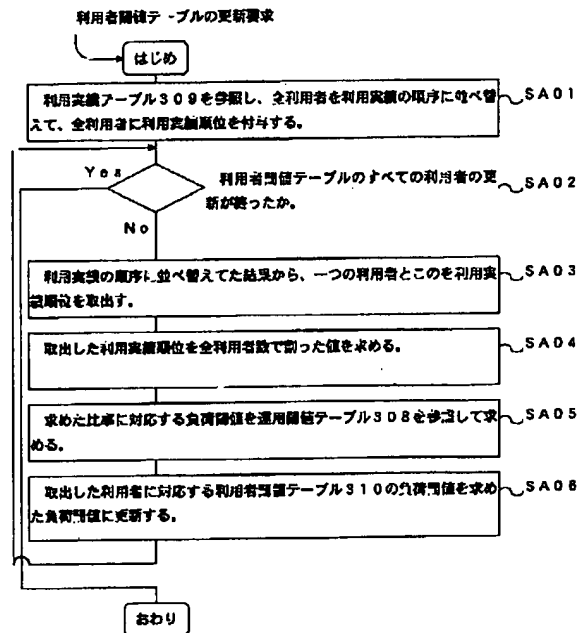 利用者閾値テーブルの更新要求
はじめ
利用実績テーブル309を参照し、全利用者を利用実績の順序に並べ替
えて、全利用者に利用実績順位を付与する。
SA01
Yes
利用者閾値テーブルのすべての利用者の更
新が終ったか。
SA02
No
利用実績の順序に並べ替えてた結果から、一つの利用者とこのを利用実
績順位を取出す。
SA03
取出した利用実績順位を全利用者数で割った値を求める。
SA04
求めた比率に対応する負荷閾値を運用閾値テーブル308を参照して求
める。
SA05
取出した利用者に対応する利用者閾値テーブル310の負荷閾値を求め
た負荷閾値に更新する。
SA06
おわり